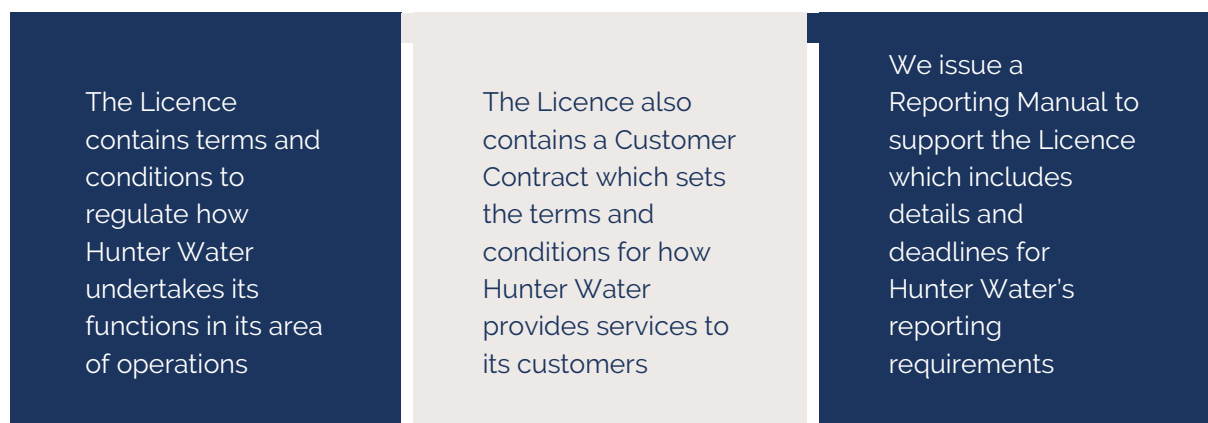 The Licence
contains terms and
conditions to
regulate how
Hunter Water
undertakes its
functions in its area
of operations
The Licence also
contains a Customer
Contract which sets
the terms and
conditions for how
Hunter Water
provides services to
its customers
We issue a
Reporting Manual to
support the Licence
which includes
details and
deadlines for
Hunter Water’s
reporting
requirements